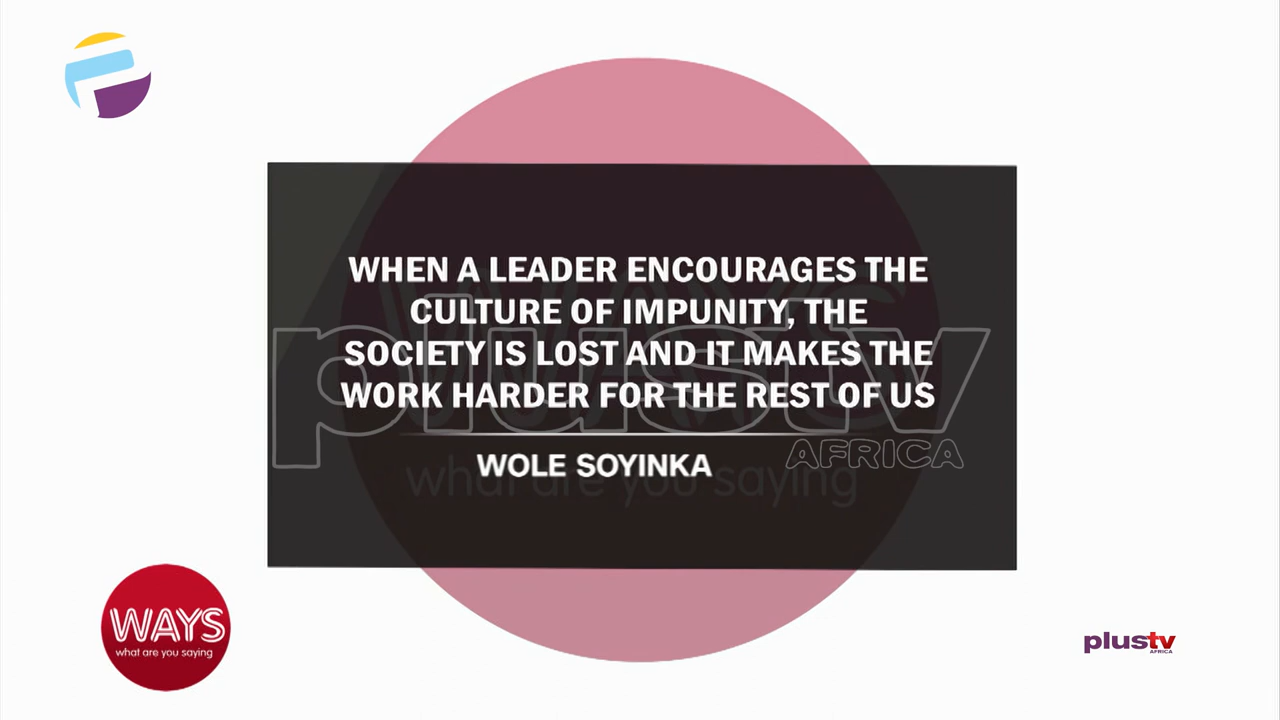 WHEN A LEADER ENCOURAGES THE
CULTURE OF IMPUNITY, THE
SOCIETY IS LOST AND IT MAKES THE
WORK HARDER FOR THE REST OF US
plustv
AFRICA
WOLE SOYINKA
what are you saying
WAYS
what are you saying
plustv
AFRICA